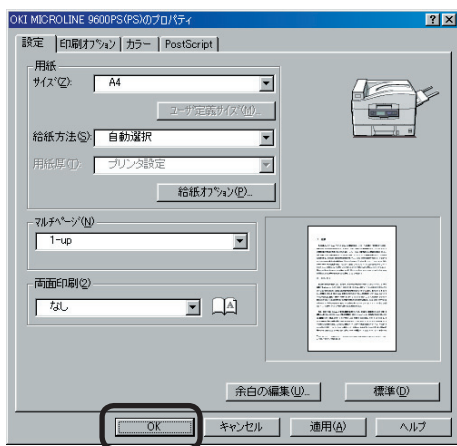 OKI MICROLINE 9600PS(PS)のプロパティ
設定 印刷オプション カラー PostScript
用紙
サイズ(Z): A4
ユーザ定義サイズ(M)...
給紙方法(S): 自動選択
用紙厚(T): プリンタ設定
給紙オプション(P)...
マルチページ(N)
1-up
両面印刷(2)
なし
余白の編集(U)...
標準(D)
OK キャンセル 適用(A) ヘルプ